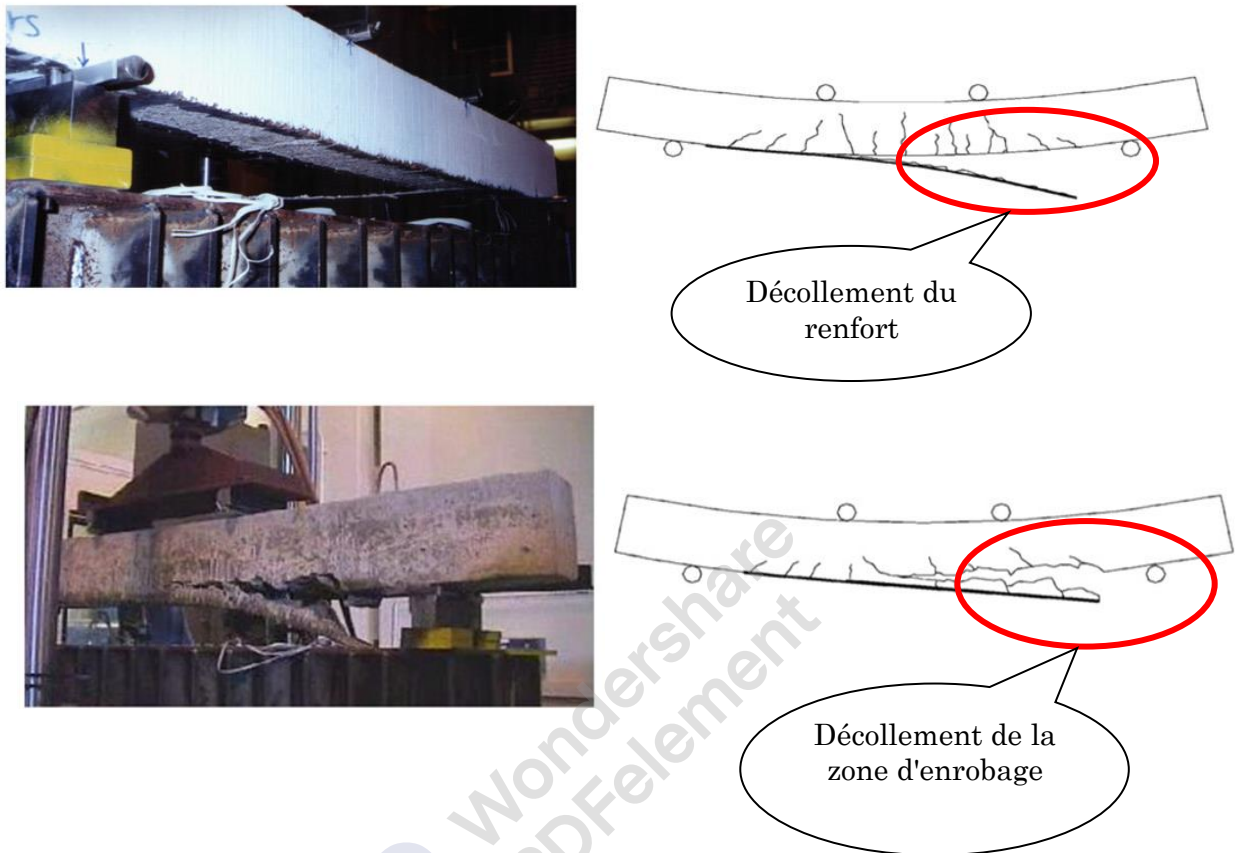 rs
Décollement du
renfort
Décollement de la
zone d'enrobage
Wondershare
PDFelement